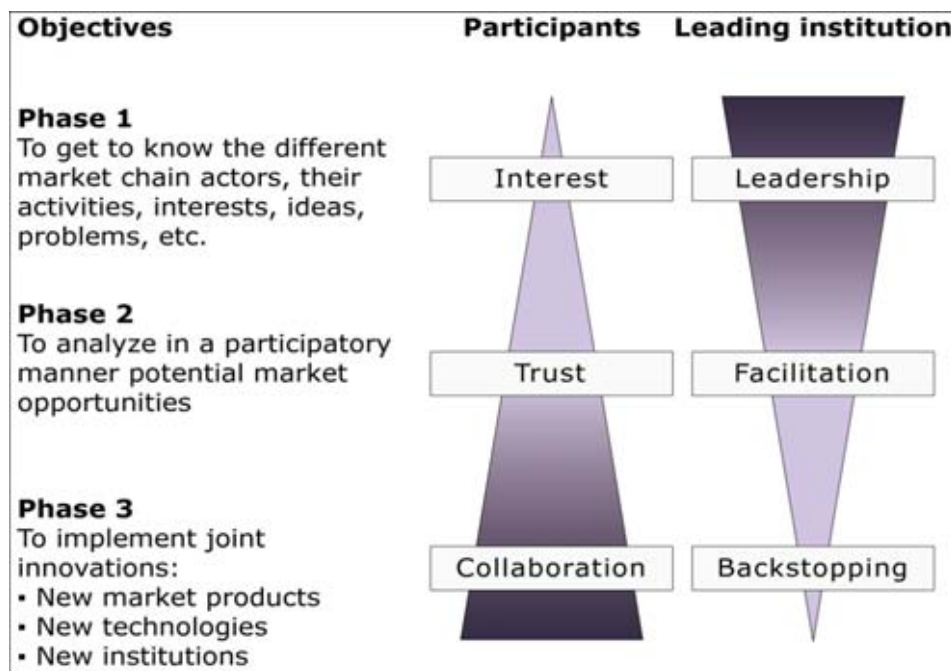 Objectives Participants Leading institution
Phase 1
To get to know the different
market chain actors, their
activities, interests, ideas,
problems, etc.
Interest Leadership
Phase 2
To analyze in a participatory
manner potential market
opportunities
Trust Facilitation
Phase 3
To implement joint
innovations:
▪ New market products
▪ New technologies
▪ New institutions
Collaboration Backstopping